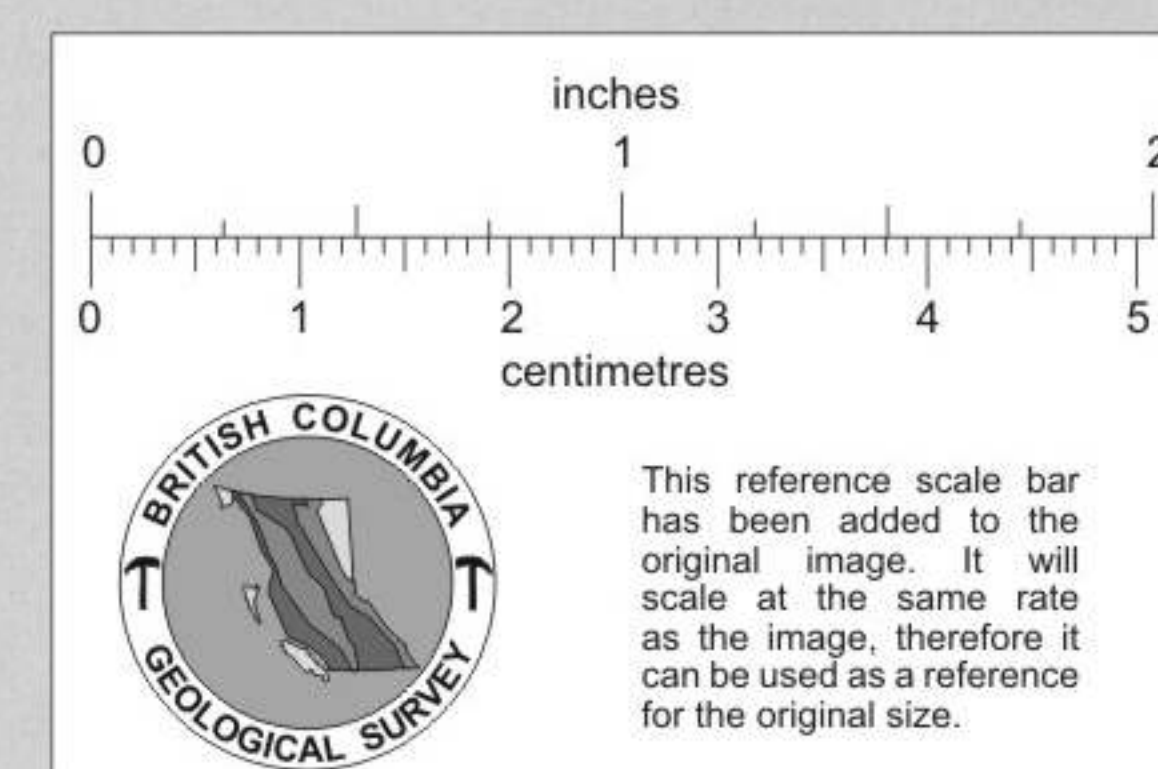 inches
0 1 2
0 1 2 3 4 5
centimetres
BRITISH COLUMBIA
GEOLOGICAL SURVEY
This reference scale bar
has been added to the
original image. It will
scale at the same rate
as the image, therefore it
can be used as a reference
for the original size.